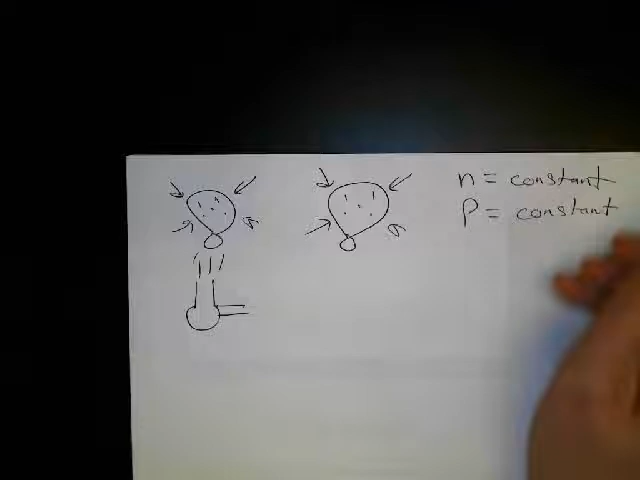 n = constant
P = constant